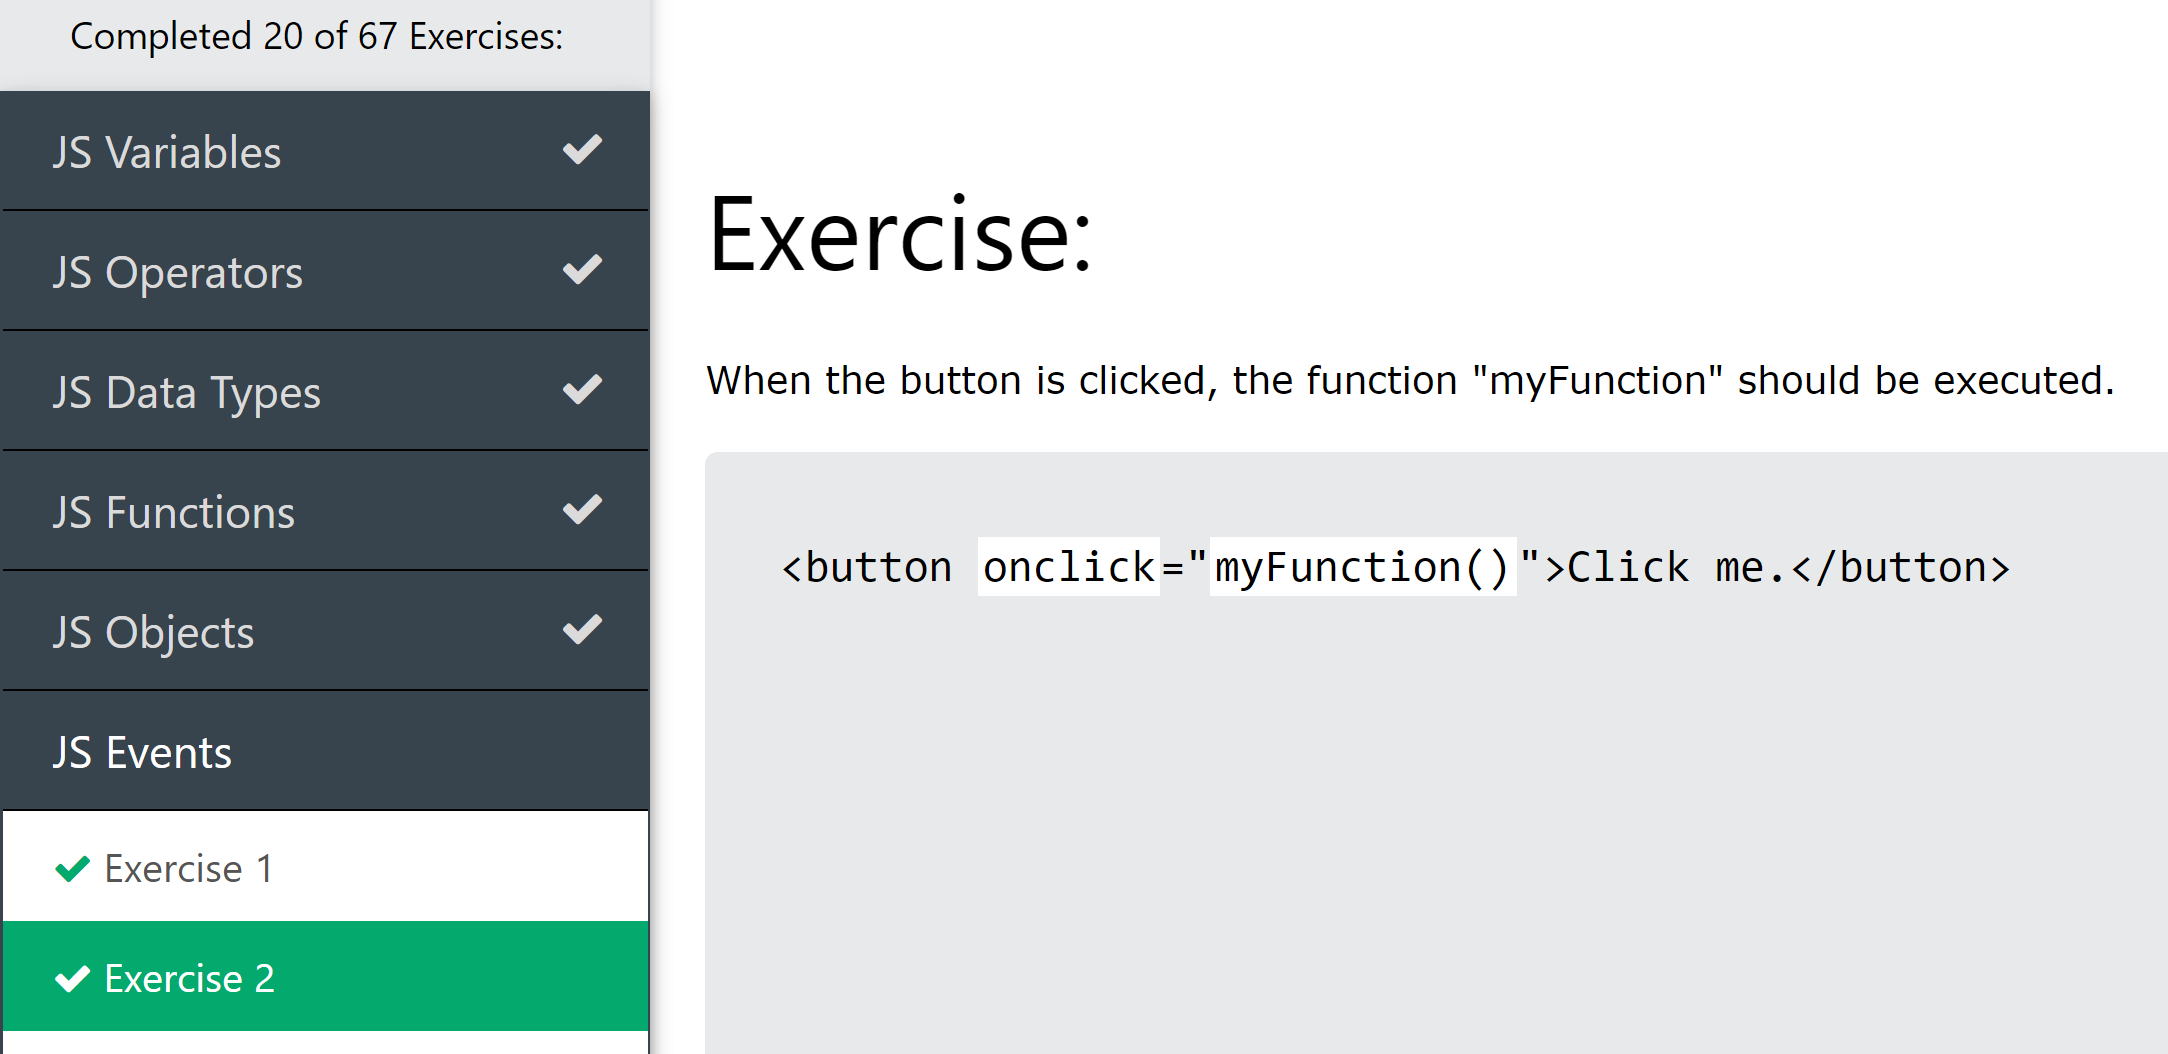 Completed 20 of 67 Exercises:
JS Variables
JS Operators
JS Data Types
JS Functions
JS Objects
JS Events
Exercise 1
Exercise 2
Exercise:
When the button is clicked, the function "myFunction" should be executed.
<button onclick="myFunction()">Click me.</button>